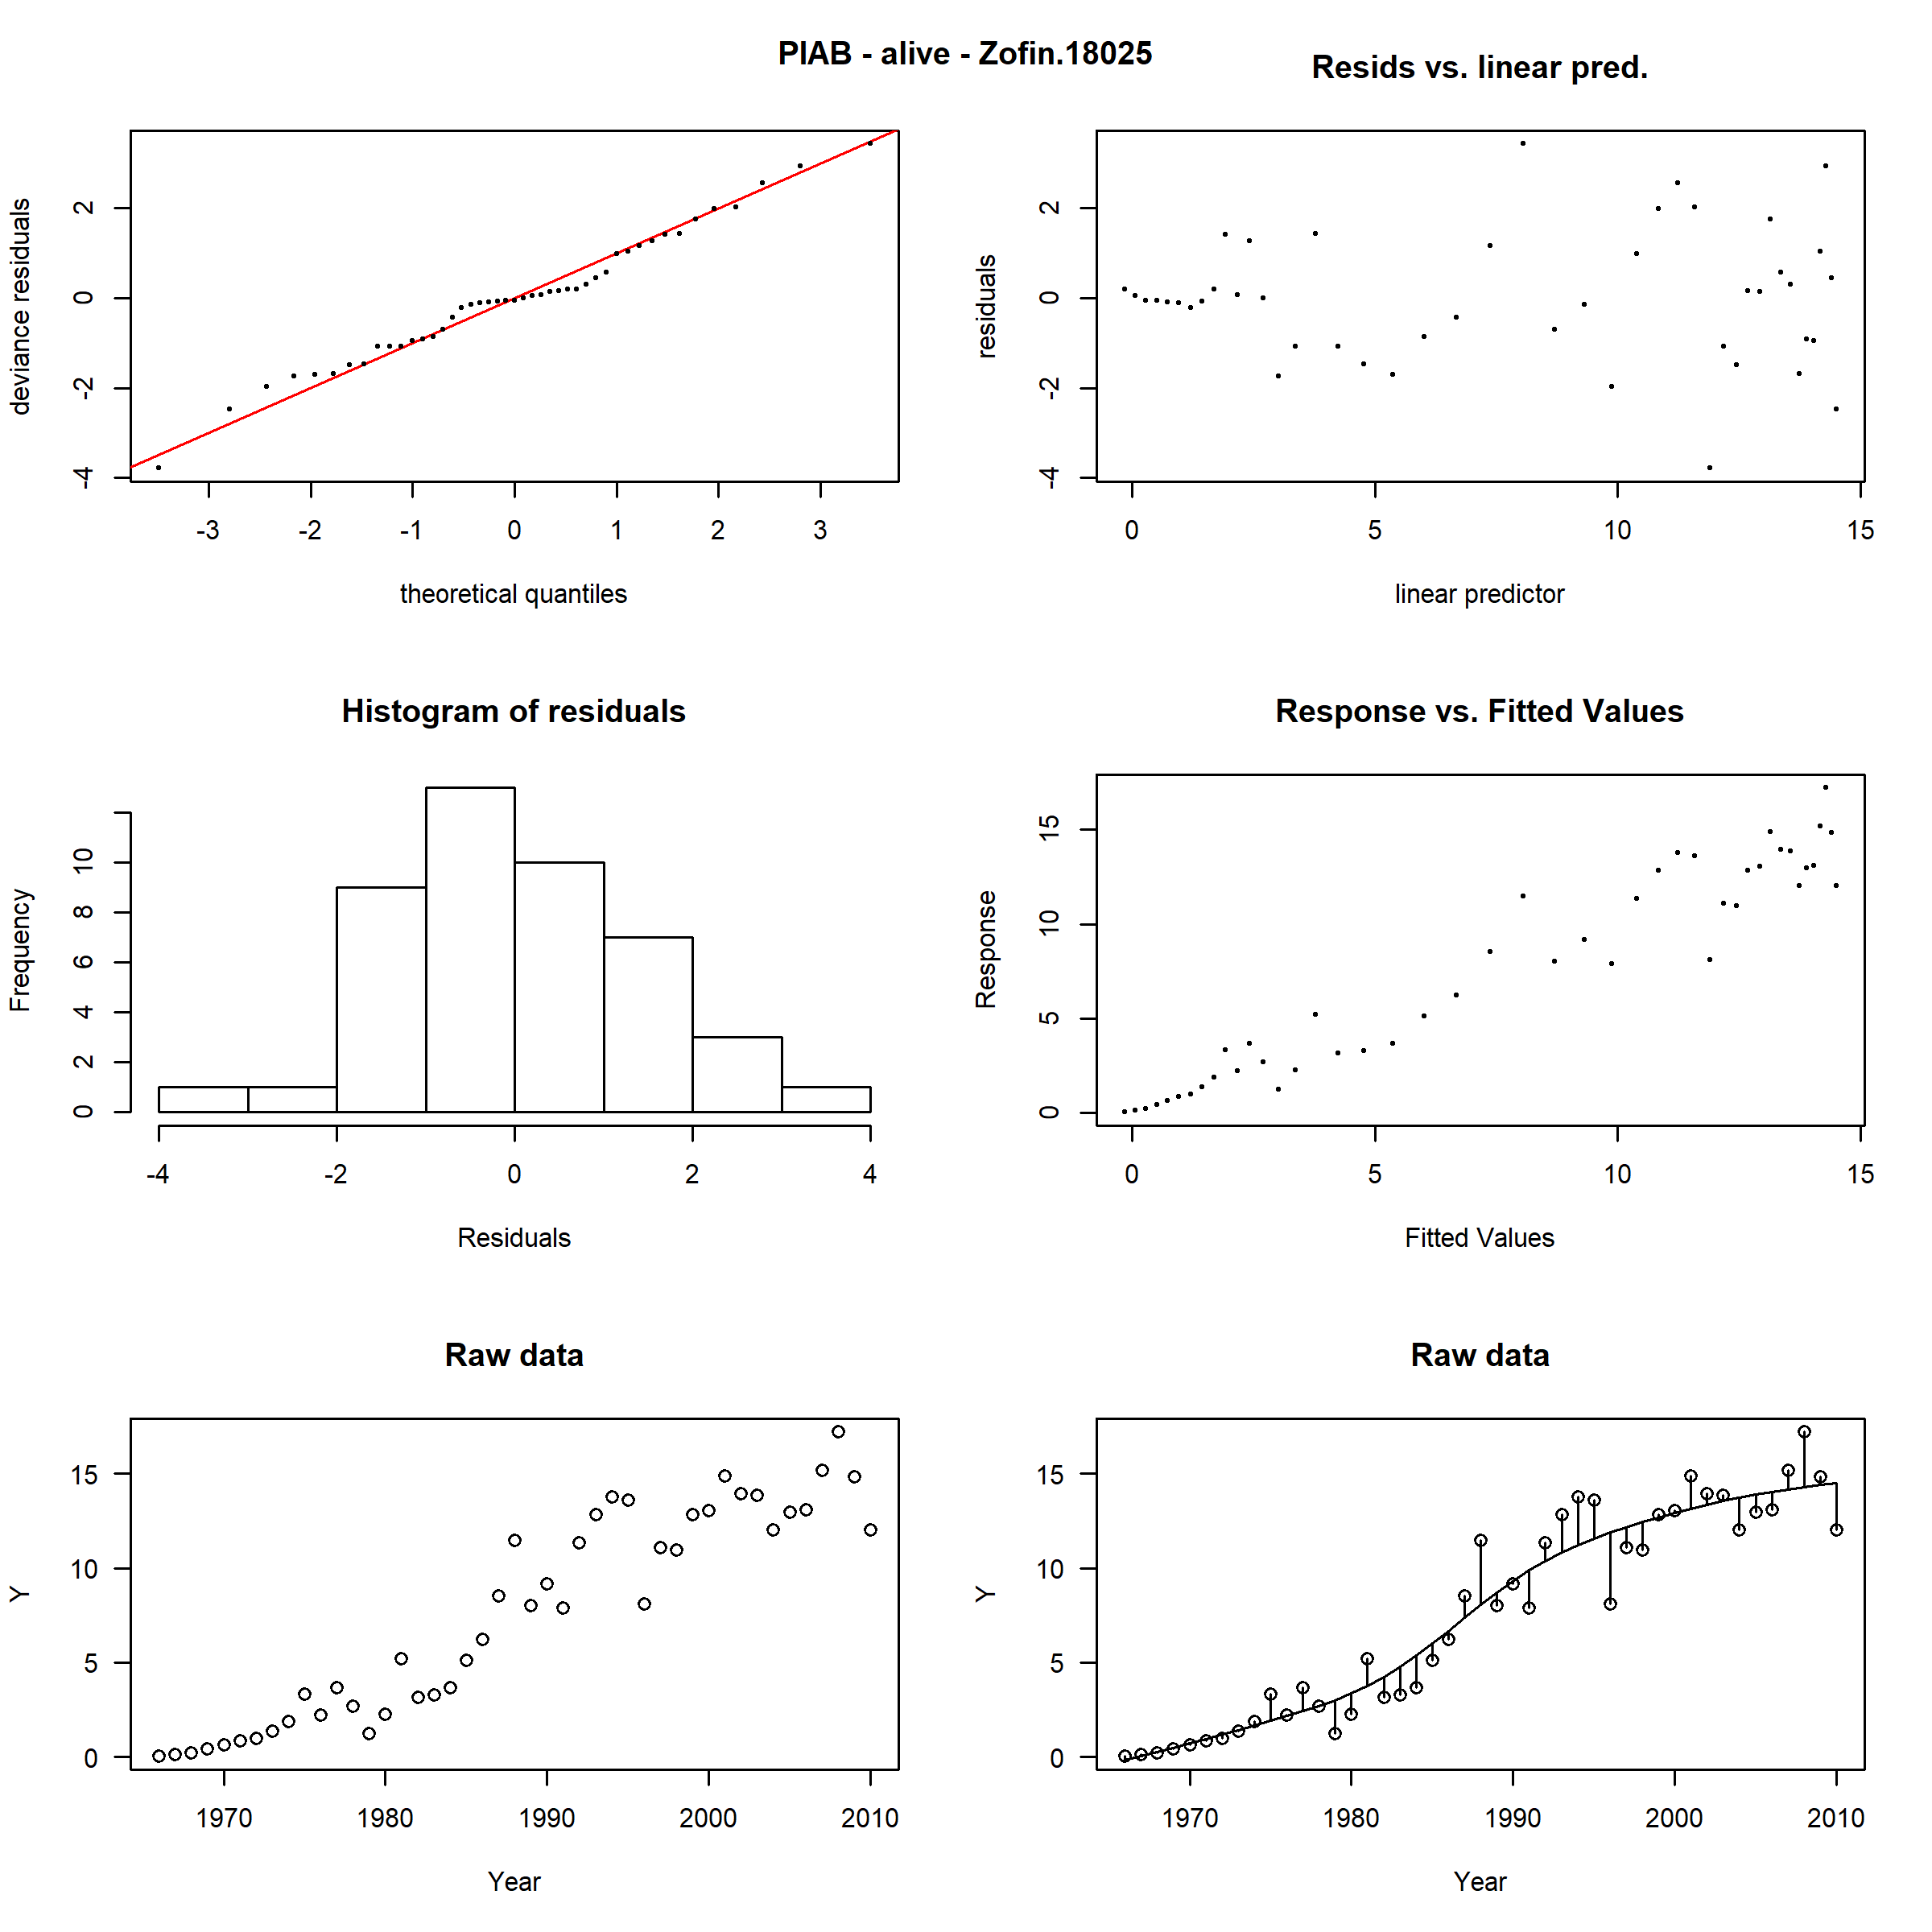 PIAB - alive - Zofin.18025
Resids vs. linear pred.
deviance residuals
-4 -2 0 2
-3 -2 -1 0 1 2 3
theoretical quantiles
residuals
-4 -2 0 2
0 5 10 15
linear predictor
Histogram of residuals
Frequency
0 2 4 6 8 10
-4 -2 0 2 4
Residuals
Response vs. Fitted Values
Response
0 5 10 15
0 5 10 15
Fitted Values
Raw data
Y
0 5 10 15
1970 1980 1990 2000 2010
Year
Raw data
Y
0 5 10 15
1970 1980 1990 2000 2010
Year